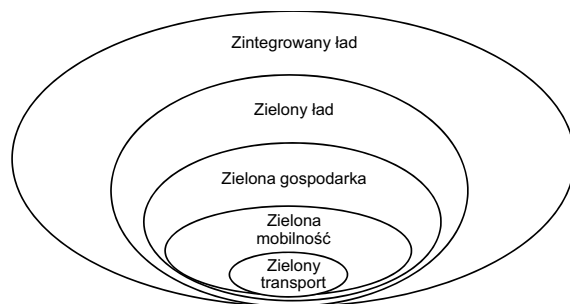 Zintegrowany ład
Zielony ład
Zielona gospodarka
Zielona
mobilność
Zielony
transport